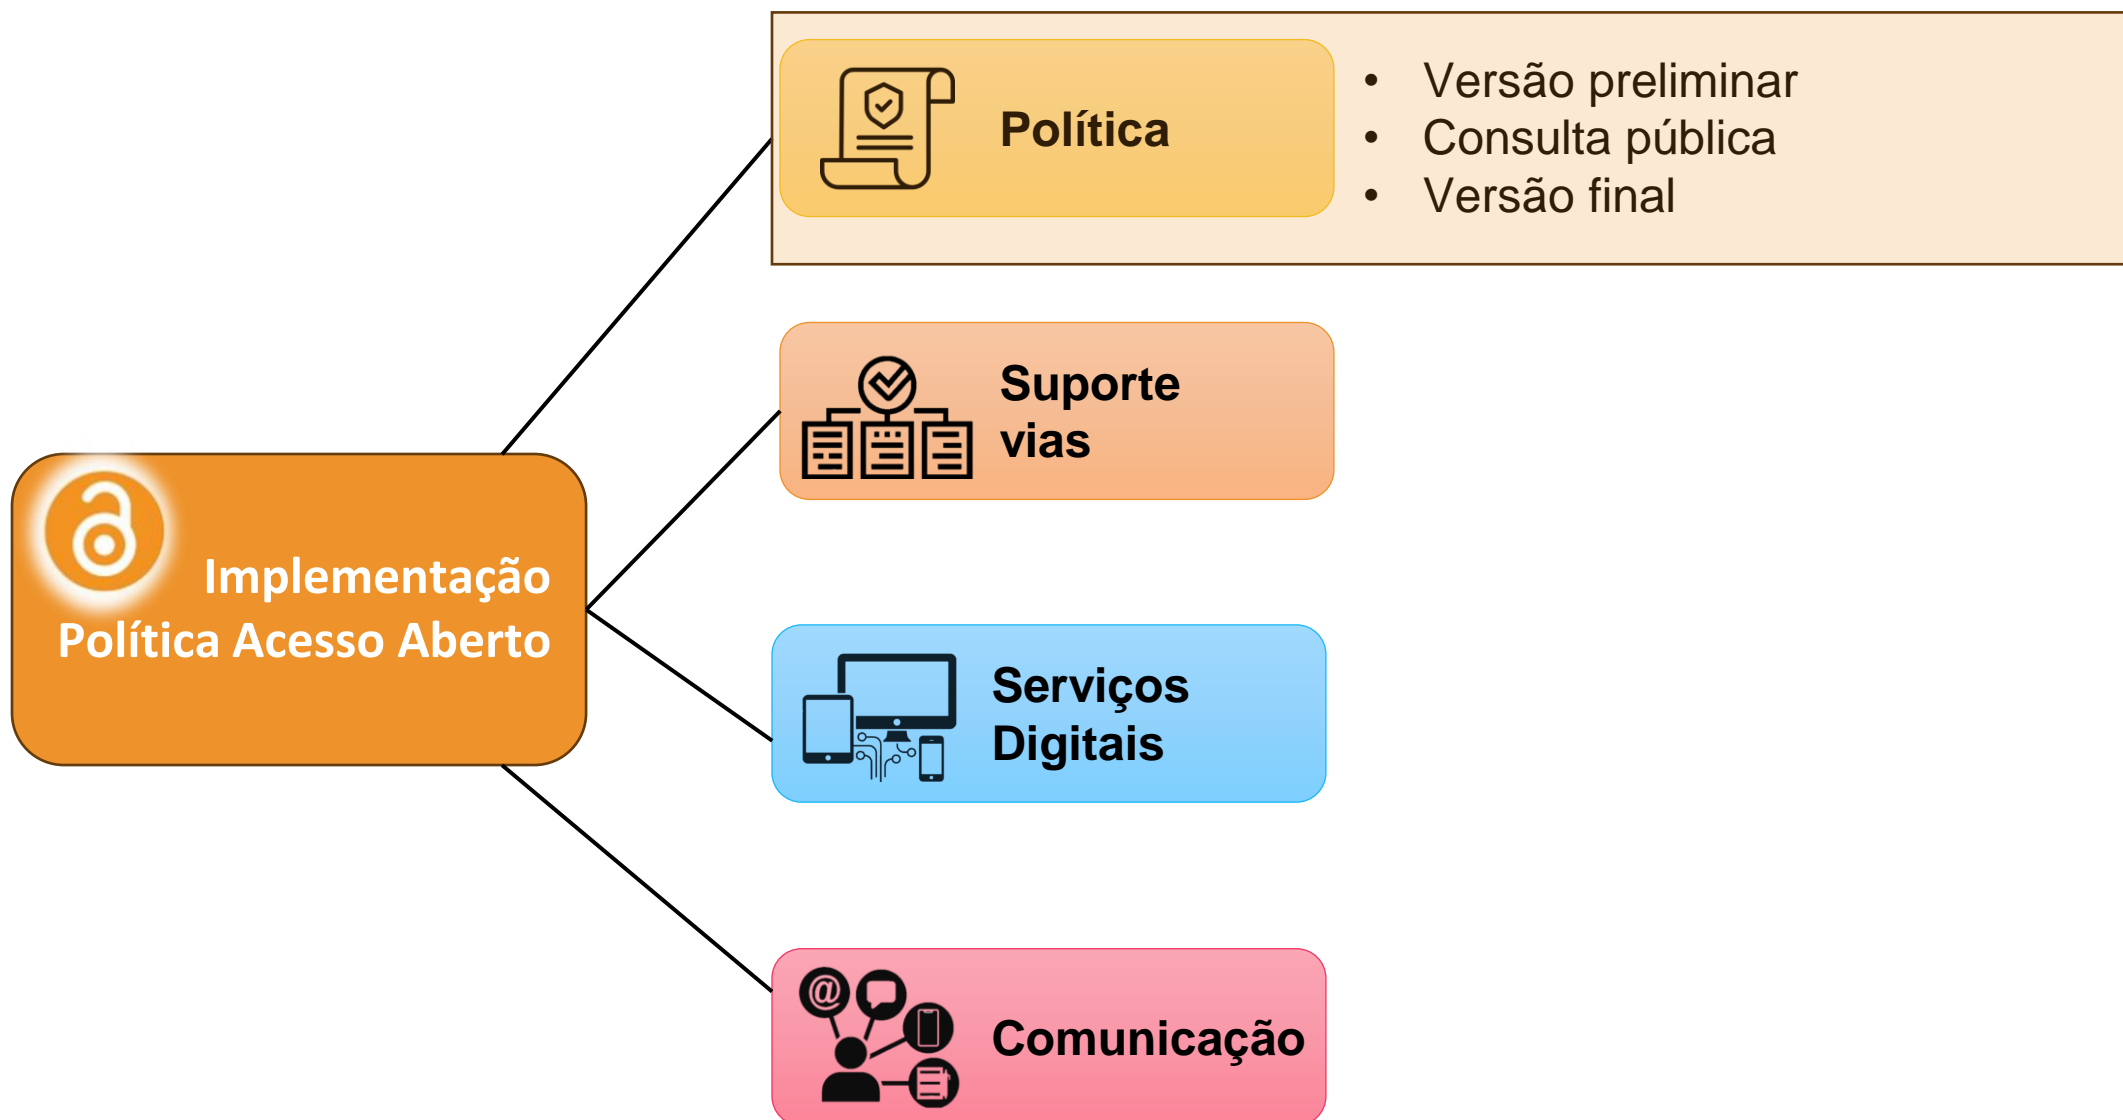 Implementação
Política Acesso Aberto
Política
• Versão preliminar
• Consulta pública
• Versão final
Suporte
vias
Serviços
Digitais
@
Comunicação